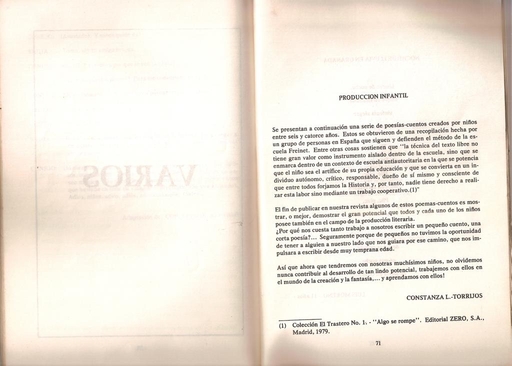 VARIOS
PRODUCCION INFANTIL
Se presentan a continuación una serie de poesías-cuentos creados por niños
entre seis y catorce años. Estos se obtuvieron de una recopilación hecha por
un grupo de personas en España que siguen y defienden el método de la es-
cuela Freinet. Entre otras cosas sostienen que "la técnica del texto libre no
tiene gran valor como instrumento aislado dentro de la escuela, sino que se
enmarca dentro de un contexto de escuela antiautoritaria en la que se potencia
que el niño sea el artífice de su propia educación y que se convierta en un in-
dividuo autónomo, crítico, responsable, dueño de sí mismo y consciente de
que entre todos forjamos la Historia y, por tanto, nadie tiene derecho a reali-
zar esta labor sino mediante un trabajo cooperativo.(1)"
El fin de publicar en nuestra revista algunos de estos poemas-cuentos es mos-
trar, o mejor, demostrar el gran potencial que todos y cada uno de los niños
posee también en el campo de la producción literaria.
¿Por qué nos cuesta tanto trabajo a nosotros escribir un pequeño cuento, una
corta poesía?.... Seguramente porque de pequeños no tuvimos la oportunidad
de tener a alguien a nuestro lado que nos guiara por ese camino, que nos im-
pulsara a escribir desde muy temprana edad.
Así que ahora que tendremos con nosotras muchísimos niños, no olvidemos
nunca contribuir al desarrollo de tan lindo potencial, trabajemos con ellos en
el mundo de la creación y la fantasía,.... y aprendamos con ellos!
CONSTANZA L.-TORRIJOS
(1) Colección El Trastero No. 1. - "Algo se rompe". Editorial ZERO, S.A.,
Madrid, 1979.
71